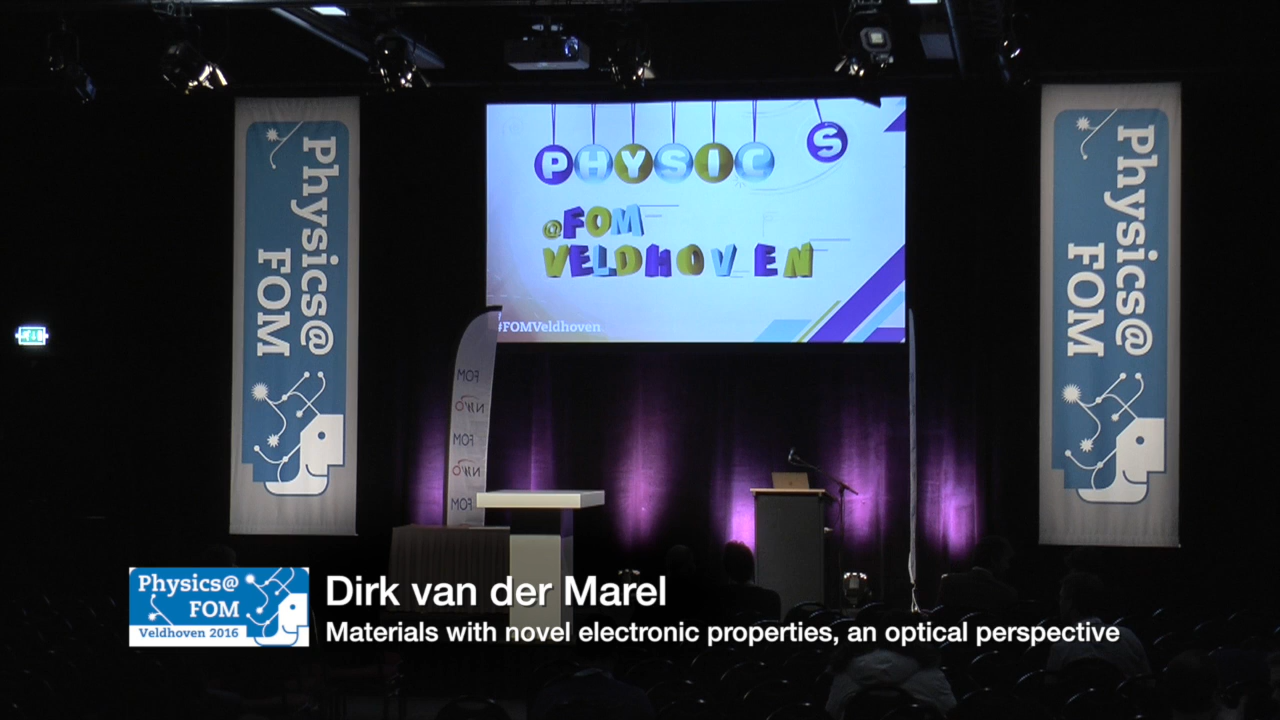 PHYSICS
@FOM
VELDHOVEN
#FOMVeldhoven
Physics@
FOM
Physics@
FOM
FOM
NWO
FOM
NWO
FOM
Physics@
FOM
Veldhoven 2016
Dirk van der Marel
Materials with novel electronic properties, an optical perspective